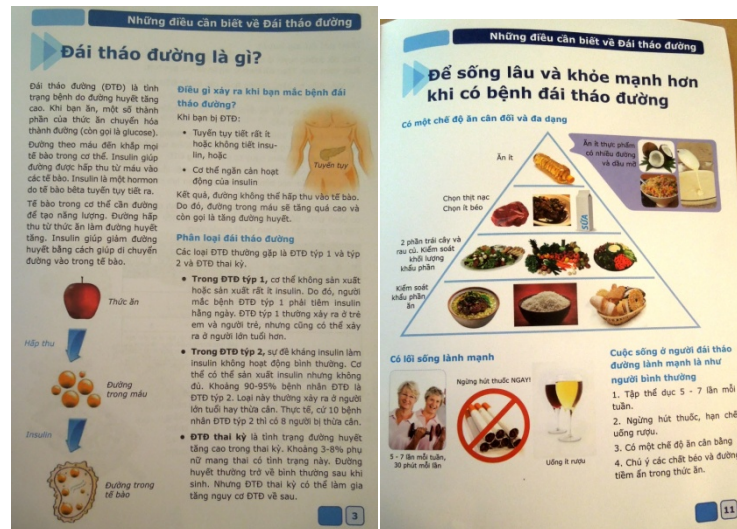 Những điều cần biết về Đái tháo đường
Đái tháo đường là gì?
Đái tháo đường (ĐTĐ) là tình
trạng bệnh do đường huyết tăng
cao. Khi bạn ăn, một số thành
phần của thức ăn chuyển hóa
thành đường (còn gọi là glucose).
Đường theo máu đến khắp mọi
tế bào trong cơ thể. Insulin giúp
đường được hấp thu từ máu vào
các tế bào. Insulin là một hormon
do tế bào bêta tuyến tụy tiết ra.
Tế bào trong cơ thể cần đường
để tạo năng lượng. Đường hấp
thu từ thức ăn làm đường huyết
tăng. Insulin giúp giảm đường
huyết bằng cách giúp di chuyển
đường vào trong tế bào.
Thức ăn
Hấp thu
Đường
trong máu
Insulin
Đường trong
tế bào
Điều gì xảy ra khi bạn mắc bệnh đái
tháo đường?
Khi bạn bị ĐTĐ:
• Tuyến tụy tiết rất ít
hoặc không tiết insu-
lin, hoặc
• Cơ thể ngăn cản hoạt
động của insulin
Tuyến tụy
Kết quả, đường không thể hấp thu vào tế bào.
Do đó, đường trong máu sẽ tăng quá cao và
còn gọi là tăng đường huyết.
Phân loại đái tháo đường
Các loại ĐTĐ thường gặp là ĐTĐ týp 1 và týp
2 và ĐTĐ thai kỳ.
• Trong ĐTĐ týp 1, cơ thể không sản xuất
hoặc sản xuất rất ít insulin. Do đó, người
mắc bệnh ĐTĐ týp 1 phải tiêm insulin
hằng ngày. ĐTĐ týp 1 thường xảy ra ở trẻ
em và người trẻ, nhưng cũng có thể xảy
ra ở người lớn tuổi hơn.
• Trong ĐTĐ týp 2, sự đề kháng insulin làm
insulin không hoạt động bình thường. Cơ
thể có thể sản xuất insulin nhưng không
đủ. Khoảng 90-95% bệnh nhân ĐTĐ là
ĐTĐ týp 2. Loại này thường xảy ra ở người
lớn tuổi hay thừa cân. Thực tế, cứ 10 bệnh
nhân ĐTĐ týp 2 thì có 8 người bị thừa cân.
• ĐTĐ thai kỳ là tình trạng đường huyết
tăng cao trong thai kỳ. Khoảng 3-8% phụ
nữ mang thai có tình trạng này. Đường
huyết thường trở về bình thường sau khi
sinh. Nhưng ĐTĐ thai kỳ có thể làm gia
tăng nguy cơ ĐTĐ về sau.
3
Những điều cần biết về Đái tháo đường
Để sống lâu và khỏe mạnh hơn
khi có bệnh đái tháo đường
Có một chế độ ăn cân đối và đa dạng
Ăn ít
Ăn ít thực phẩm
có nhiều đường
và dầu mỡ
Chọn thịt nạc
Chọn ít béo
SỮA
2 phần trái cây và
rau củ. Kiểm soát
khối lượng
khẩu phần
Kiểm soát
khẩu phần
ăn
Có lối sống lành mạnh
5 - 7 lần mỗi tuần,
30 phút mỗi lần
Ngừng hút thuốc NGAY!
Uống ít rượu
Cuộc sống ở người đái tháo
đường lành mạnh là như
người bình thường
1. Tập thể dục 5 - 7 lần mỗi
tuần.
2. Ngừng hút thuốc, hạn chế
uống rượu.
3. Có một chế độ ăn cân bằng
4. Chú ý các chất béo và đường
tiềm ẩn trong thức ăn.
11